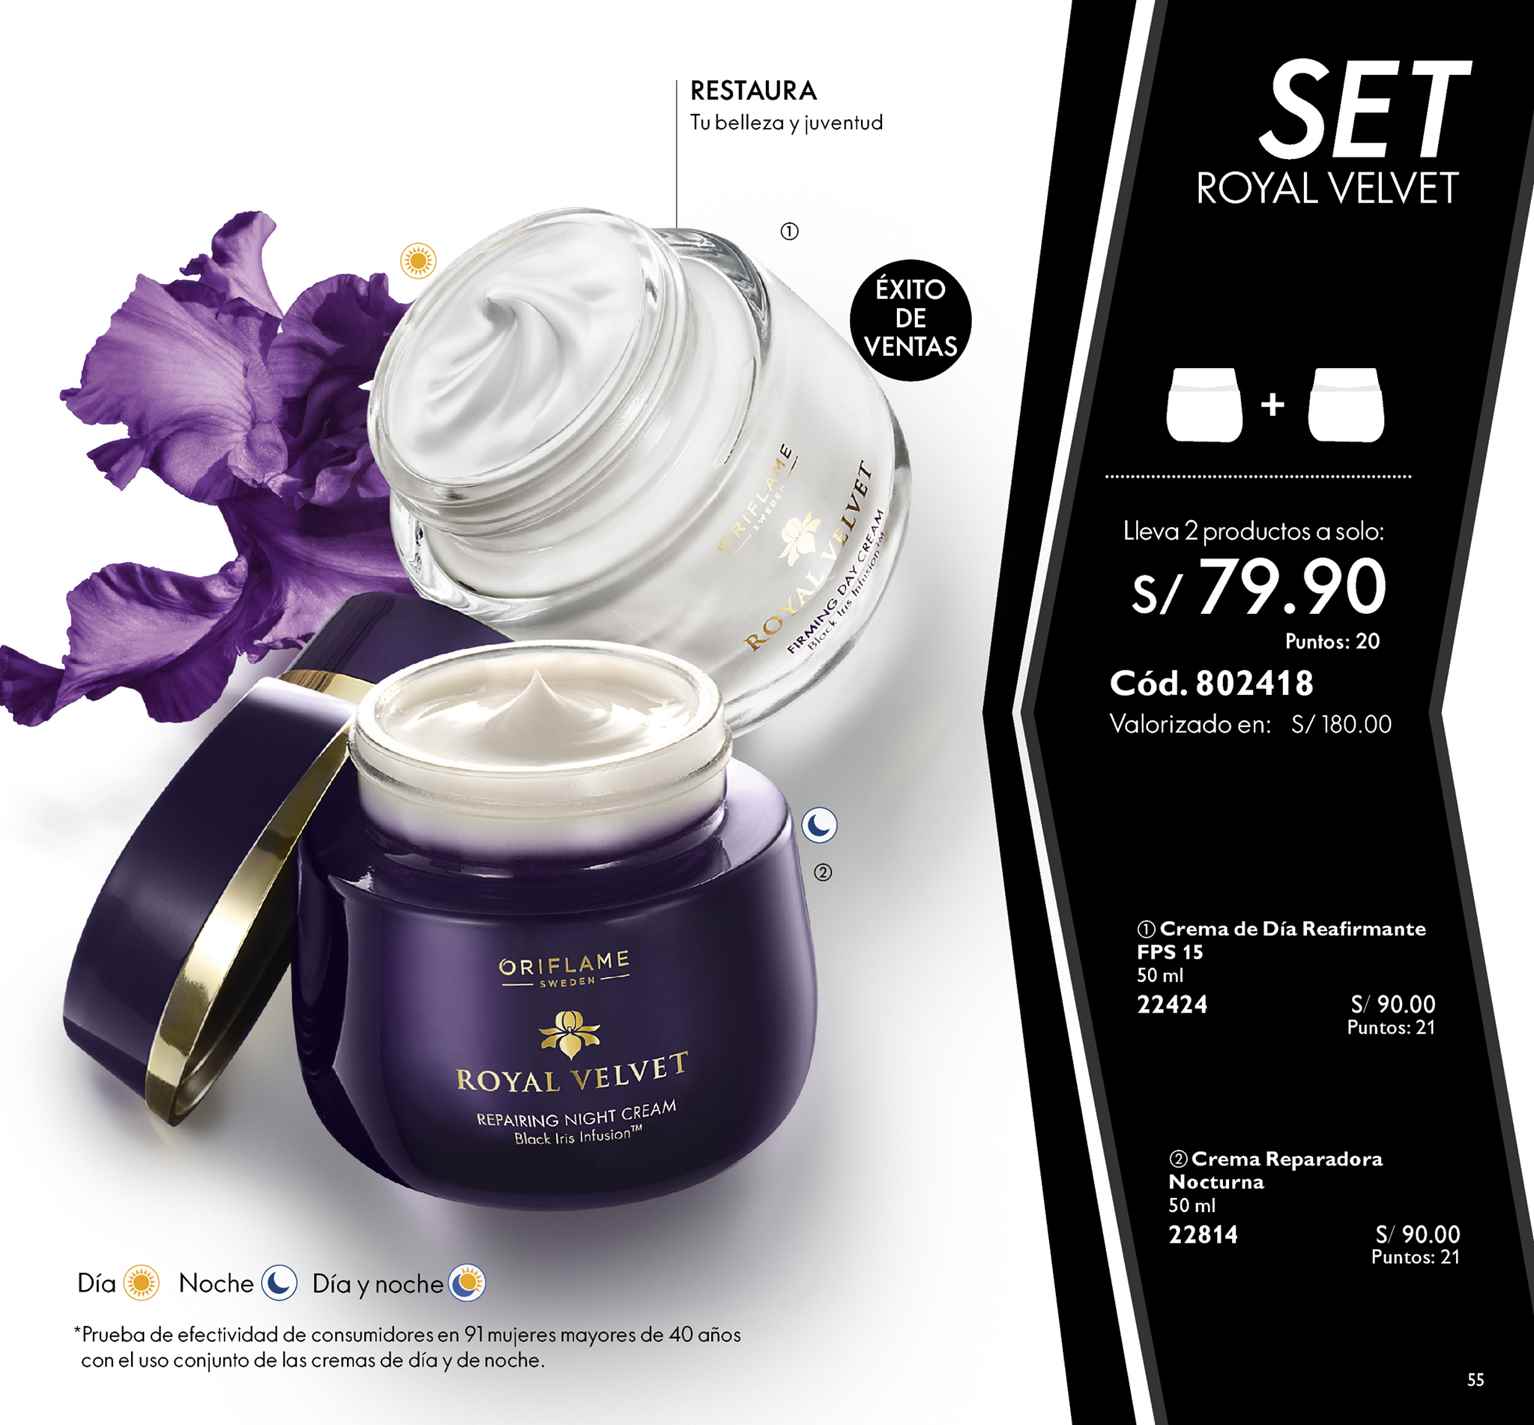 RESTAURA
Tu belleza y juventud
①
ÉXITO
DE
VENTAS
ORIFLAME
SWEDEN
ROYAL VELVET
FIRMING DAY CREAM
Black Iris Infusion™
②
ORIFLAME
SWEDEN
ROYAL VELVET
REPAIRING NIGHT CREAM
Black Iris Infusion™
Día Noche Día y noche
*Prueba de efectividad de consumidores en 91 mujeres mayores de 40 años
con el uso conjunto de las cremas de día y de noche.
SET
ROYAL VELVET
+
Lleva 2 productos a solo:
S/ 79.90
Puntos: 20
Cód. 802418
Valorizado en: S/ 180.00
① Crema de Día Reafirmante
FPS 15
50 ml
22424 S/ 90.00
Puntos: 21
② Crema Reparadora
Nocturna
50 ml
22814 S/ 90.00
Puntos: 21
55